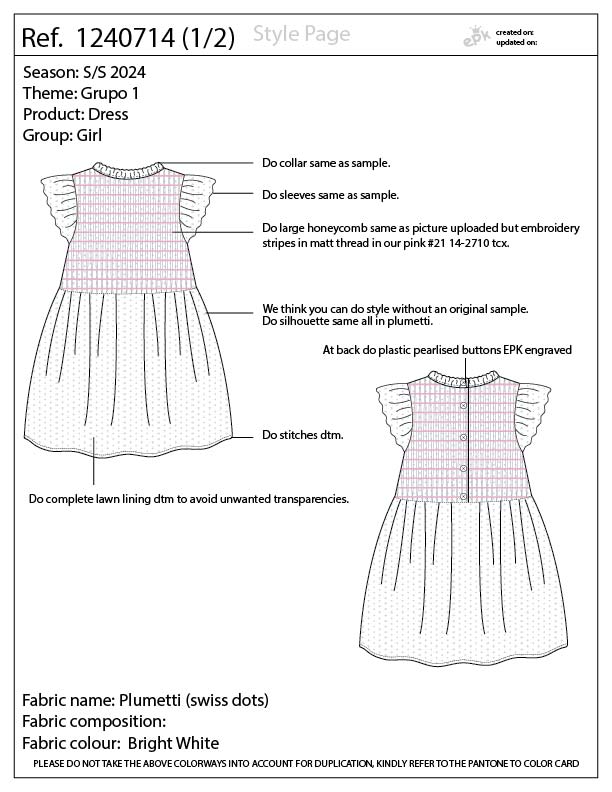 Ref. 1240714 (1/2)
Style Page
epk
created on:
updated on:
Season: S/S 2024
Theme: Grupo 1
Product: Dress
Group: Girl
Do collar same as sample.
Do sleeves same as sample.
Do large honeycomb same as picture uploaded but embroidery
stripes in matt thread in our pink #21 14-2710 tcx.
We think you can do style without an original sample.
Do silhouette same all in plumetti.
At back do plastic pearlised buttons EPK engraved
Do stitches dtm.
Do complete lawn lining dtm to avoid unwanted transparencies.
Fabric name: Plumetti (swiss dots)
Fabric composition:
Fabric colour: Bright White
PLEASE DO NOT TAKE THE ABOVE COLORWAYS INTO ACCOUNT FOR DUPLICATION, KINDLY REFER TO THE PANTONE TO COLOR CARD